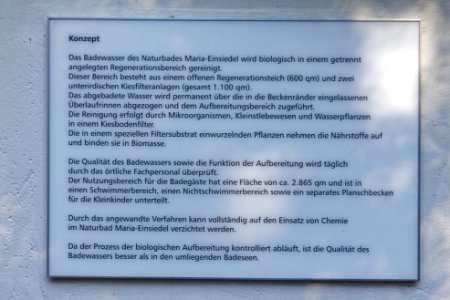 Konzept
Das Badewasser des Naturbades Maria-Einsiedel wird biologisch in einem getrennt
angelegten Regenerationsbereich gereinigt.
Dieser Bereich besteht aus einem offenen Regenerationsteich (600 qm) und zwei
unterirdischen Kiesfilteranlagen (gesamt 1.100 qm).
Das abgebadete Wasser wird permanent über die in die Beckenränder eingelassenen
Überlaufrinnen abgezogen und dem Aufbereitungsbereich zugeführt.
Die Reinigung erfolgt durch Mikroorganismen, Kleinstlebewesen und Wasserpflanzen
in einem Kiesbodenfilter.
Die in einem speziellen Filtersubstrat einwurzelnden Pflanzen nehmen die Nährstoffe auf
und binden sie in Biomasse.
Die Qualität des Badewassers sowie die Funktion der Aufbereitung wird täglich
durch das örtliche Fachpersonal überprüft.
Der Nutzungsbereich für die Badegäste hat eine Fläche von ca. 2.865 qm und ist in
einen Schwimmerbereich, einen Nichtschwimmerbereich sowie ein separates Planschbecken
für die Kleinkinder unterteilt.
Durch das angewandte Verfahren kann vollständig auf den Einsatz von Chemie
im Naturbad Maria-Einsiedel verzichtet werden.
Da der Prozess der biologischen Aufbereitung kontrolliert abläuft, ist die Qualität des
Badewassers besser als in den umliegenden Badeseen.